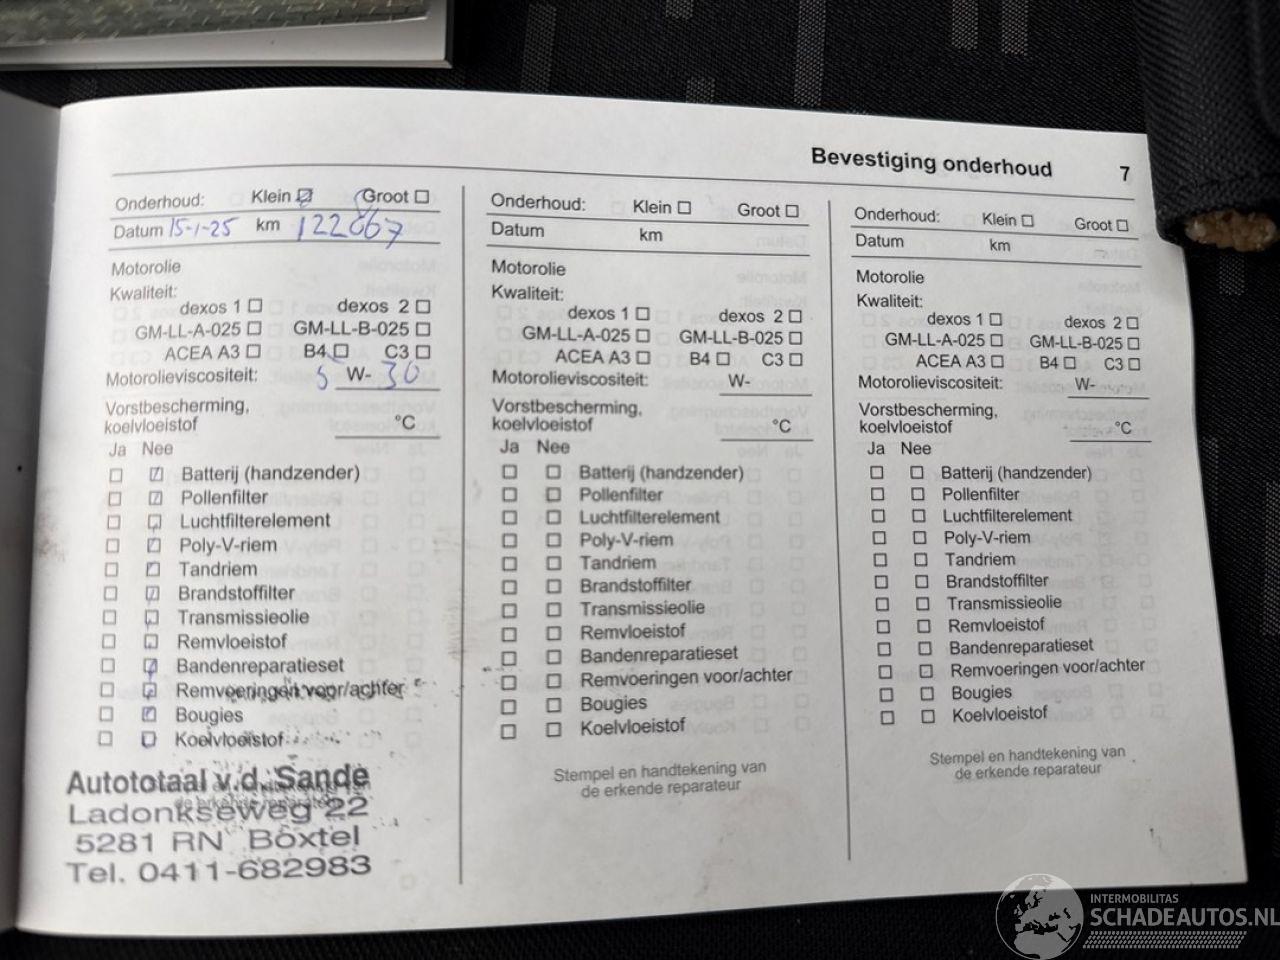 Bevestiging onderhoud 7
Onderhoud: Klein Groot
Datum 15-1-25 km 122867
Motorolie
Kwaliteit:
dexos 1 dexos 2
GM-LL-A-025 GM-LL-B-025
ACEA A3 B4 C3
Motorolieviscositeit: 5 W- 30
Vorstbescherming,
koelvloeistof °C
Ja Nee
Batterij (handzender)
Pollenfilter
Luchtfilterelement
Poly-V-riem
Tandriem
Brandstoffilter
Transmissieolie
Remvloeistof
Bandenreparatieset
Remvoeringen voor/achter
Bougies
Koelvloeistof
Autototaal v.d. Sande
Ladonkseweg 22
5281 RN Boxtel
Tel. 0411-682983
Onderhoud: Klein Groot
Datum km
Motorolie
Kwaliteit:
dexos 1 dexos 2
GM-LL-A-025 GM-LL-B-025
ACEA A3 B4 C3
Motorolieviscositeit: W-
Vorstbescherming,
koelvloeistof °C
Ja Nee
Batterij (handzender)
Pollenfilter
Luchtfilterelement
Poly-V-riem
Tandriem
Brandstoffilter
Transmissieolie
Remvloeistof
Bandenreparatieset
Remvoeringen voor/achter
Bougies
Koelvloeistof
Stempel en handtekening van
de erkende reparateur
Onderhoud: Klein Groot
Datum km
Motorolie
Kwaliteit:
dexos 1 dexos 2
GM-LL-A-025 GM-LL-B-025
ACEA A3 B4 C3
Motorolieviscositeit: W-
Vorstbescherming,
koelvloeistof °C
Ja Nee
Batterij (handzender)
Pollenfilter
Luchtfilterelement
Poly-V-riem
Tandriem
Brandstoffilter
Transmissieolie
Remvloeistof
Bandenreparatieset
Remvoeringen voor/achter
Bougies
Koelvloeistof
Stempel en handtekening van
de erkende reparateur
INTERMOBILITAS
SCHADEAUTOS.NL